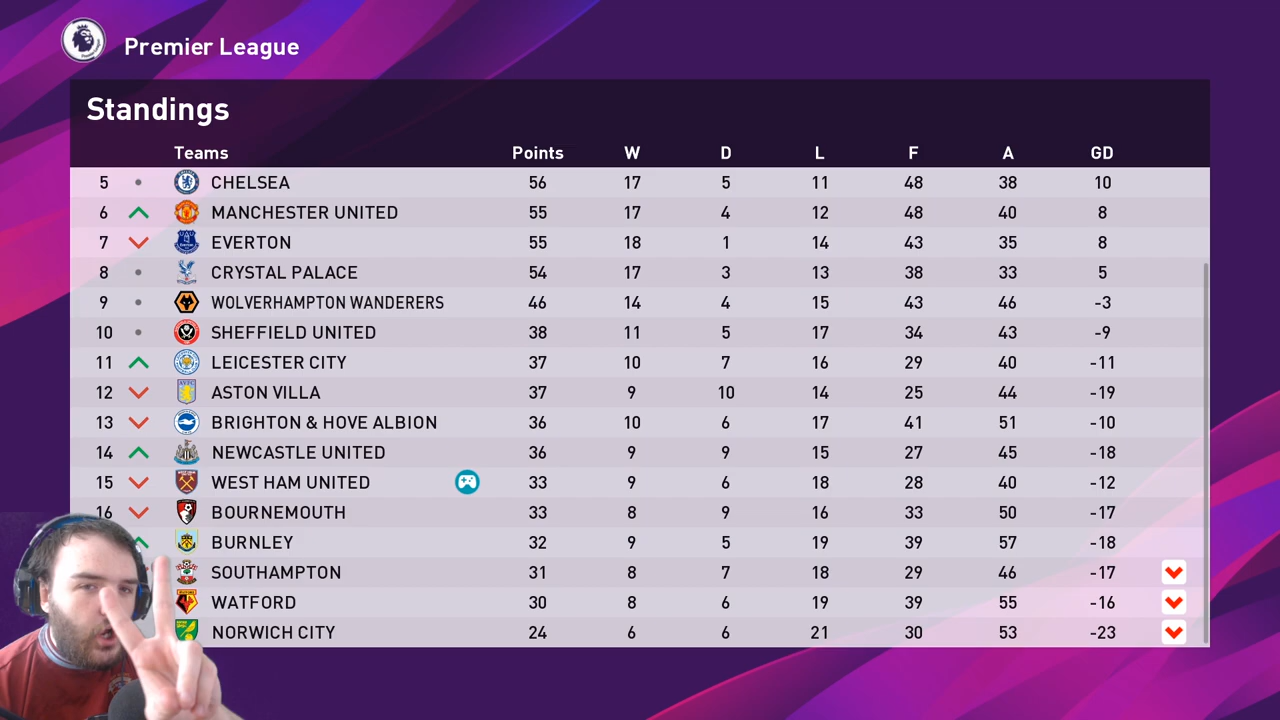 Premier League
Standings
Teams Points W D L F A GD
5 CHELSEA 56 17 5 11 48 38 10
6 MANCHESTER UNITED 55 17 4 12 48 40 8
7 EVERTON 55 18 1 14 43 35 8
8 CRYSTAL PALACE 54 17 3 13 38 33 5
9 WOLVERHAMPTON WANDERERS 46 14 4 15 43 46 -3
10 SHEFFIELD UNITED 38 11 5 17 34 43 -9
11 LEICESTER CITY 37 10 7 16 29 40 -11
12 ASTON VILLA 37 9 10 14 25 44 -19
13 BRIGHTON & HOVE ALBION 36 10 6 17 41 51 -10
14 NEWCASTLE UNITED 36 9 9 15 27 45 -18
15 WEST HAM UNITED 33 9 6 18 28 40 -12
16 BOURNEMOUTH 33 8 9 16 33 50 -17
BURNLEY 32 9 5 19 39 57 -18
SOUTHAMPTON 31 8 7 18 29 46 -17
WATFORD 30 8 6 19 39 55 -16
NORWICH CITY 24 6 6 21 30 53 -23